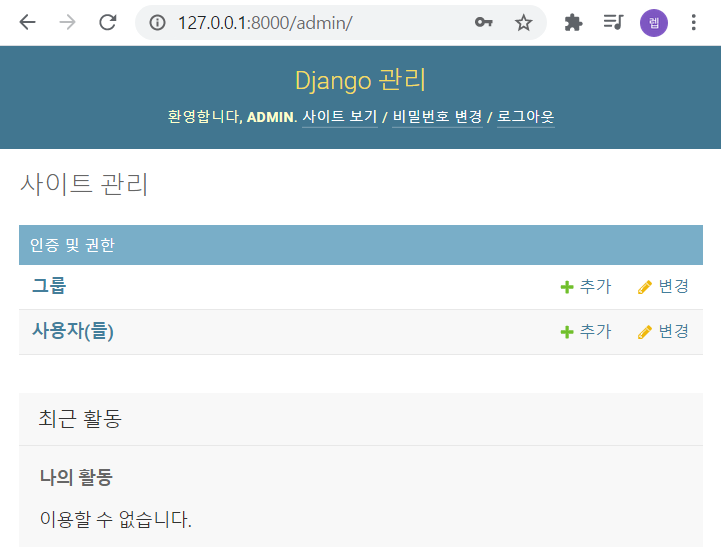 127.0.0.1:8000/admin/
렙
Django 관리
환영합니다, ADMIN. 사이트 보기 / 비밀번호 변경 / 로그아웃
사이트 관리
인증 및 권한
그룹 추가 변경
사용자(들) 추가 변경
최근 활동
나의 활동
이용할 수 없습니다.